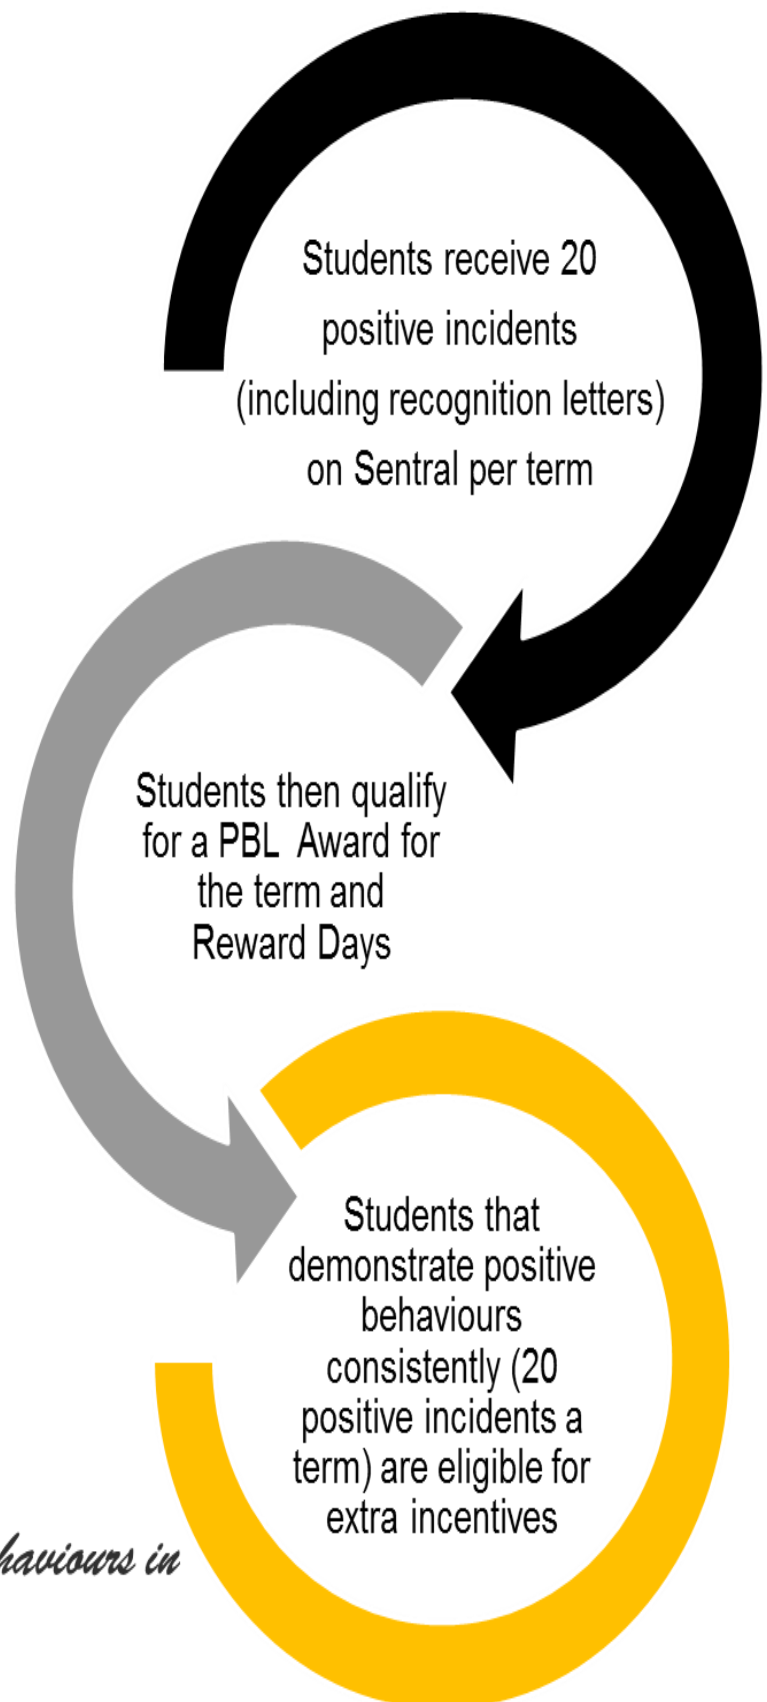 Students receive 20
positive incidents
(including recognition letters)
on Sentral per term
Students then qualify
for a PBL Award for
the term and
Reward Days
Students that
demonstrate positive
behaviours
consistently (20
positive incidents a
term) are eligible for
extra incentives
haviours in